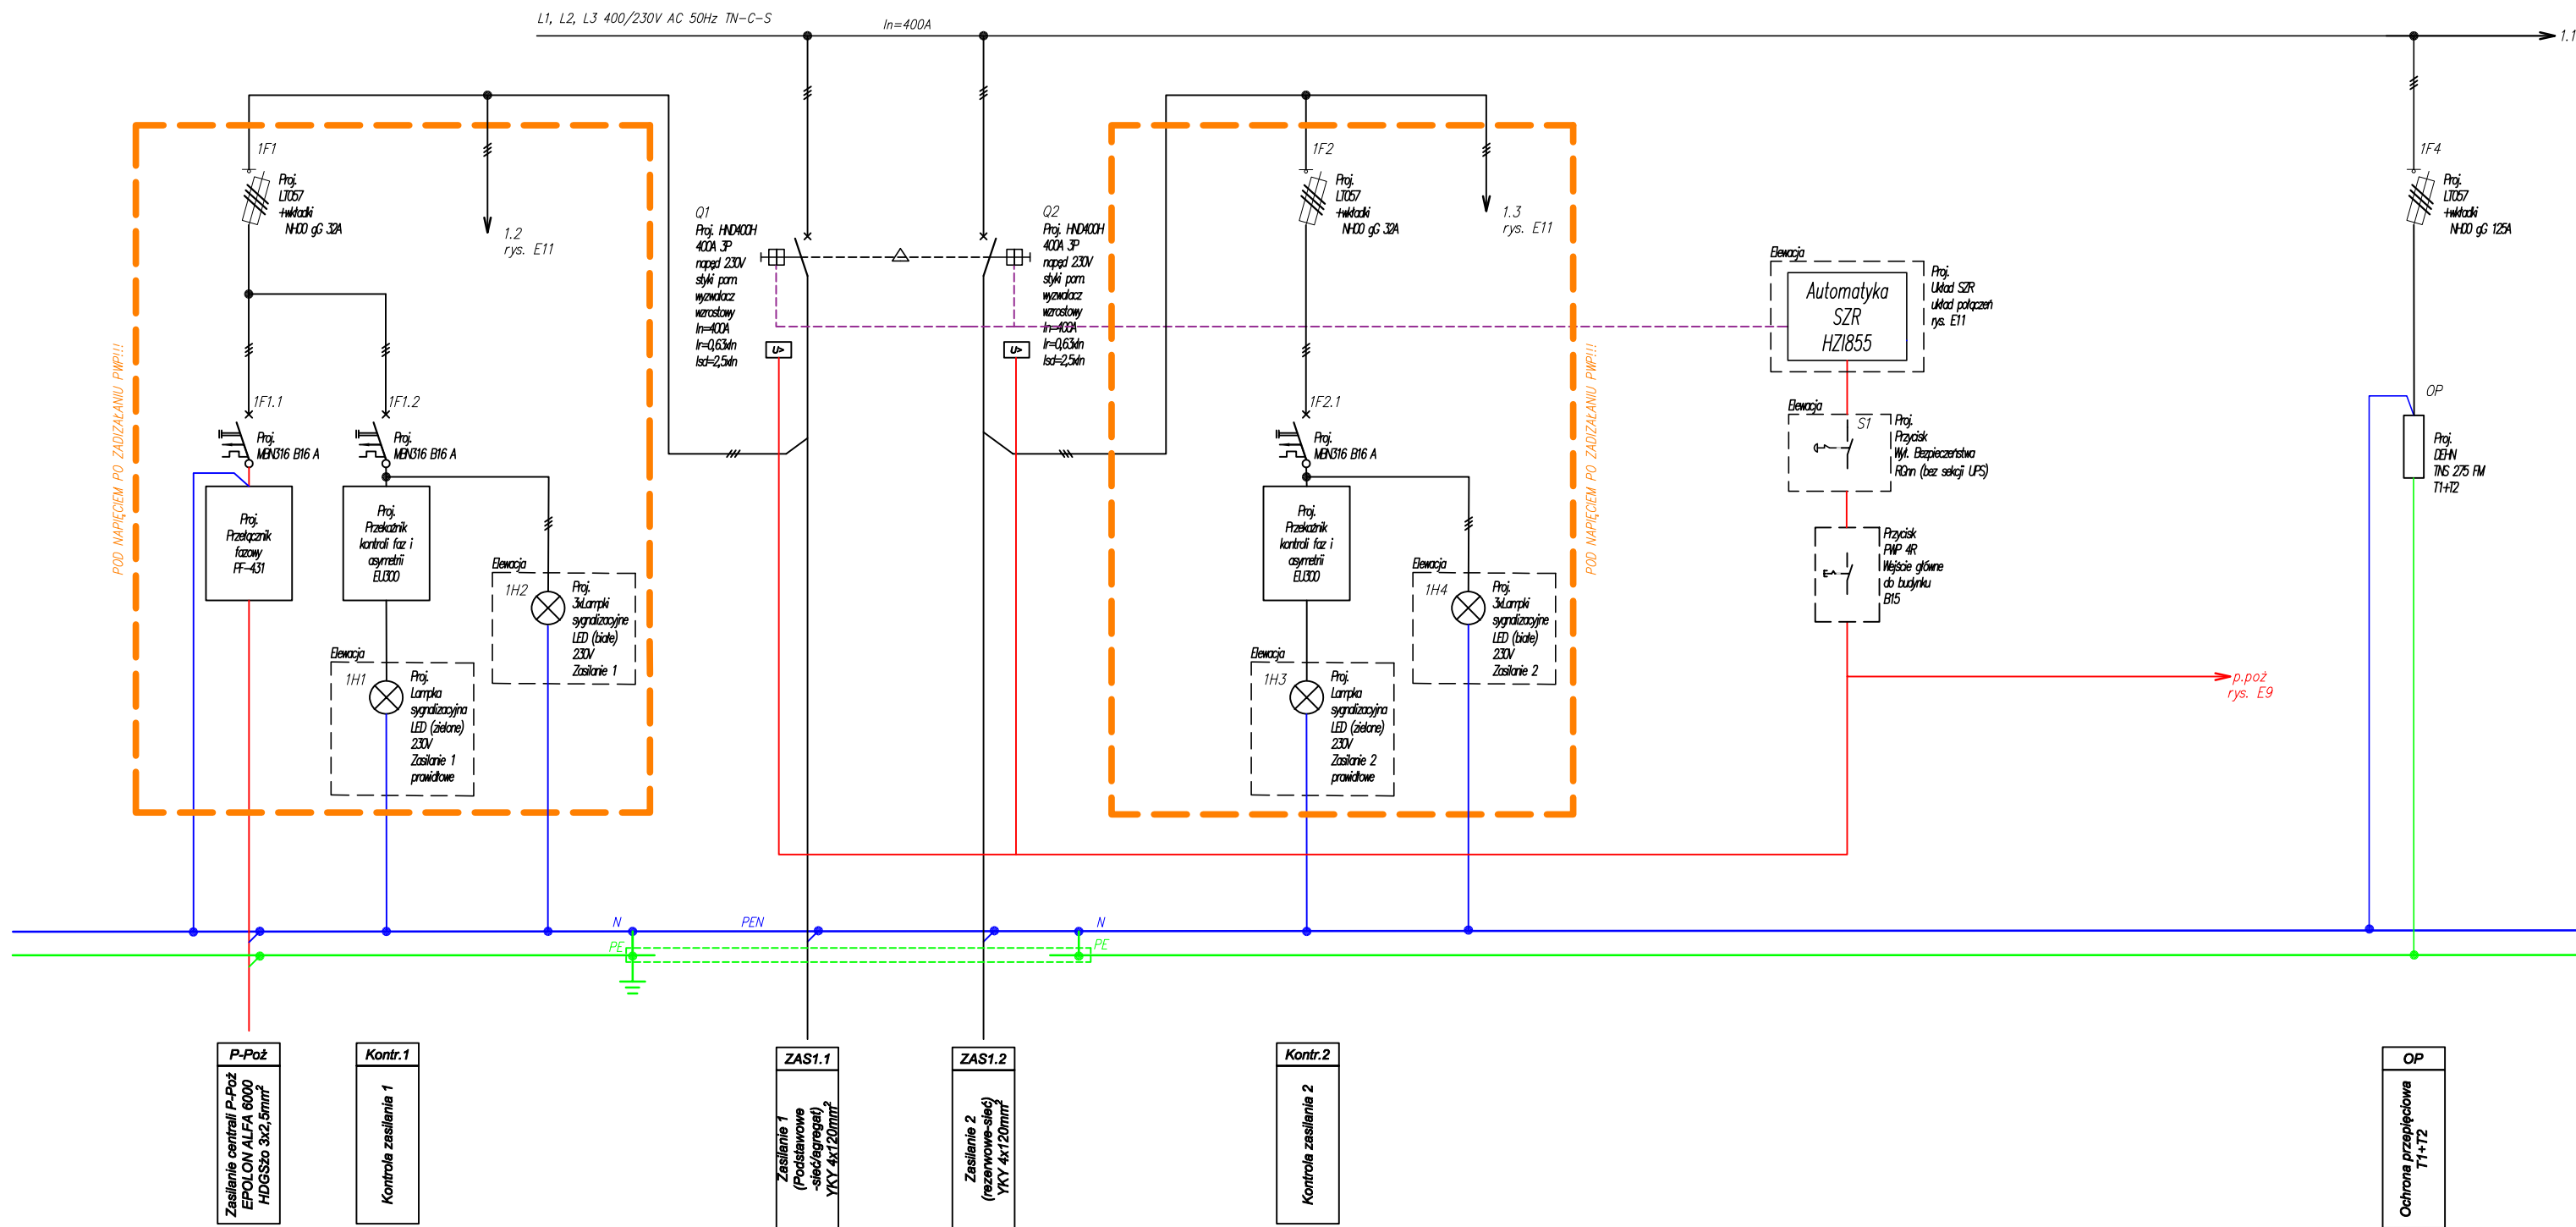 L1, L2, L3 400/230V AC 50Hz TN-C-S
In=400A
1.1
1F1
Proj.
LT057
+wkładki
NH00 gG 32A
1.2
rys. E11
POD NAPIĘCIEM PO ZADZIAŁANIU PWP!!!
1F1.1
Proj.
MBN316 B16 A
1F1.2
Proj.
MBN316 B16 A
Proj.
Przełącznik
fazowy
PF-431
Proj.
Przekaźnik
kontroli faz i
asymetrii
EU300
Elewacja
1H2
Proj.
3xLampki
sygnalizacyjne
LED (białe)
230V
Zasilanie 1
Elewacja
1H1
Proj.
Lampka
sygnalizacyjna
LED (zielone)
230V
Zasilanie 1
prawidłowe
Q1
Proj. HND400H
400A 3P
napęd 230V
styki pom.
wyzwalacz
wzrostowy
In=400A
Ir=0,63xIn
Isd=2,5xIn
U>
Q2
Proj. HND400H
400A 3P
napęd 230V
styki pom.
wyzwalacz
wzrostowy
In=400A
Ir=0,63xIn
Isd=2,5xIn
U>
1F2
Proj.
LT057
+wkładki
NH00 gG 32A
1.3
rys. E11
POD NAPIĘCIEM PO ZADZIAŁANIU PWP!!!
1F2.1
Proj.
MBN316 B16 A
Proj.
Przekaźnik
kontroli faz i
asymetrii
EU300
Elewacja
1H4
Proj.
3xLampki
sygnalizacyjne
LED (białe)
230V
Zasilanie 2
Elewacja
1H3
Proj.
Lampka
sygnalizacyjna
LED (zielone)
230V
Zasilanie 2
prawidłowe
Elewacja
Automatyka
SZR
HZI855
Proj.
Układ SZR
układ połączeń
rys. E11
Elewacja
S1
Proj.
Przycisk
Wył. Bezpieczeństwa
RGnn (bez sekcji UPS)
Przycisk
PWP 4R
Wejście główne
do budynku
B15
p.poż
rys. E9
1F4
Proj.
LT057
+wkładki
NH00 gG 125A
OP
Proj.
DEHN
TNS 275 FM
T1+T2
N
PEN
N
PE
PE
P-Poż
Zasilanie centrali P-Poż
EPOLON ALFA 6000
HDGSżo 3x2,5mm²
Kontr.1
Kontrola zasilania 1
ZAS1.1
Zasilanie 1
(Podstawowe
-sieć/agregat)
YKY 4x120mm²
ZAS1.2
Zasilanie 2
(rezerwowe-sieć)
YKY 4x120mm²
Kontr.2
Kontrola zasilania 2
OP
Ochrona przepięciowa
T1+T2